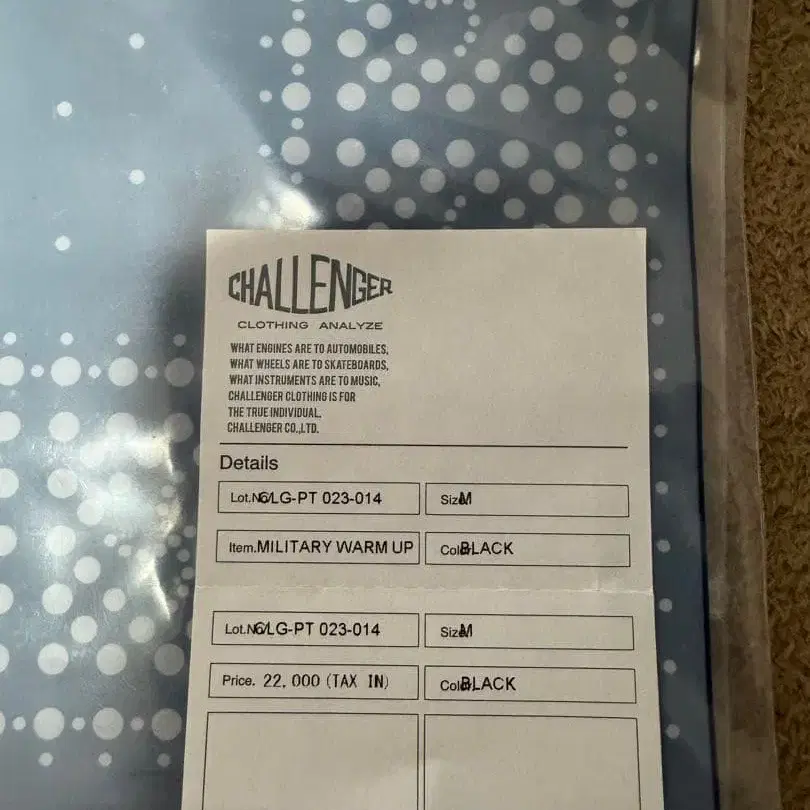 CHALLENGER
CLOTHING ANALYZE
WHAT ENGINES ARE TO AUTOMOBILES,
WHAT WHEELS ARE TO SKATEBOARDS,
WHAT INSTRUMENTS ARE TO MUSIC,
CHALLENGER CLOTHING IS FOR
THE TRUE INDIVIDUAL.
CHALLENGER CO.,LTD.
Details
Lot.No. CLG-PT 023-014 Size. M
Item. MILITARY WARM UP Color. BLACK
Lot.No. CLG-PT 023-014 Size. M
Price. 22,000 (TAX IN) Color. BLACK